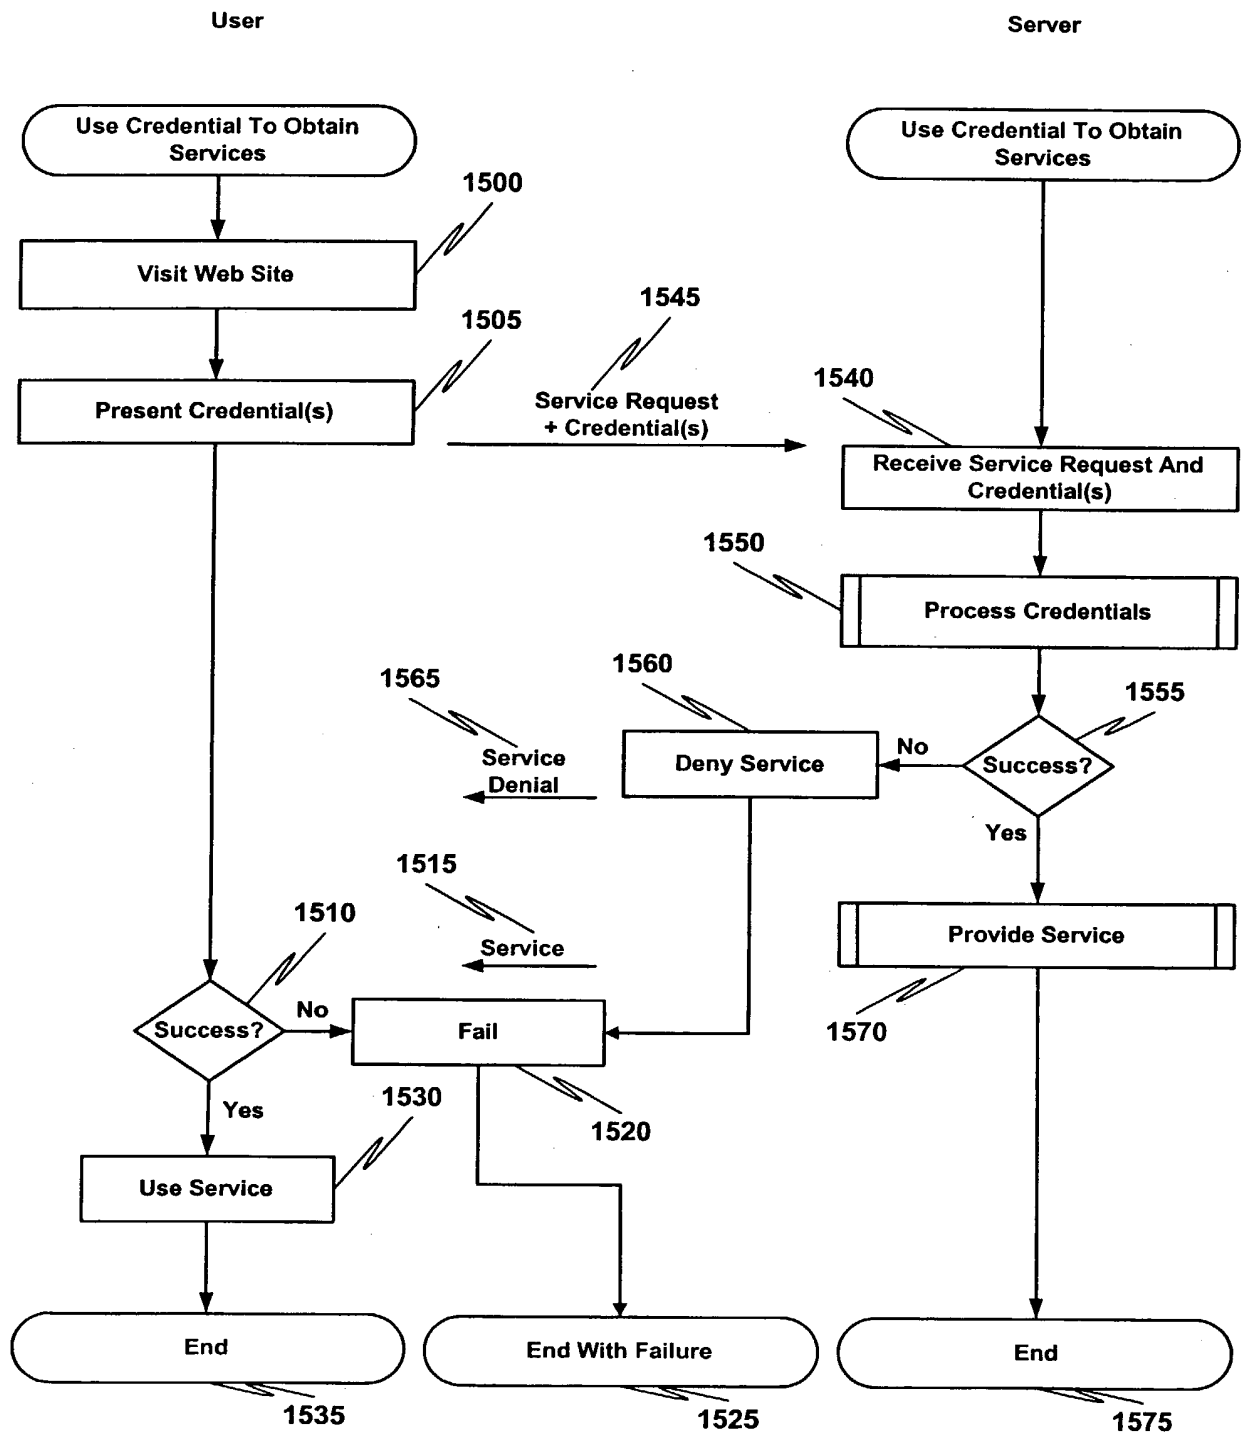 User
Server
Use Credential To Obtain
Services
Use Credential To Obtain
Services
1500
Visit Web Site
1545
1505
1540
Present Credential(s)
Service Request
+ Credential(s)
Receive Service Request And
Credential(s)
1550
Process Credentials
1560
1565
1555
No
Service
Denial
Deny Service
Success?
Yes
1515
1510
Service
Provide Service
No
Success?
Fail
1570
1530
Yes
1520
Use Service
End
End With Failure
End
1535
1525
1575